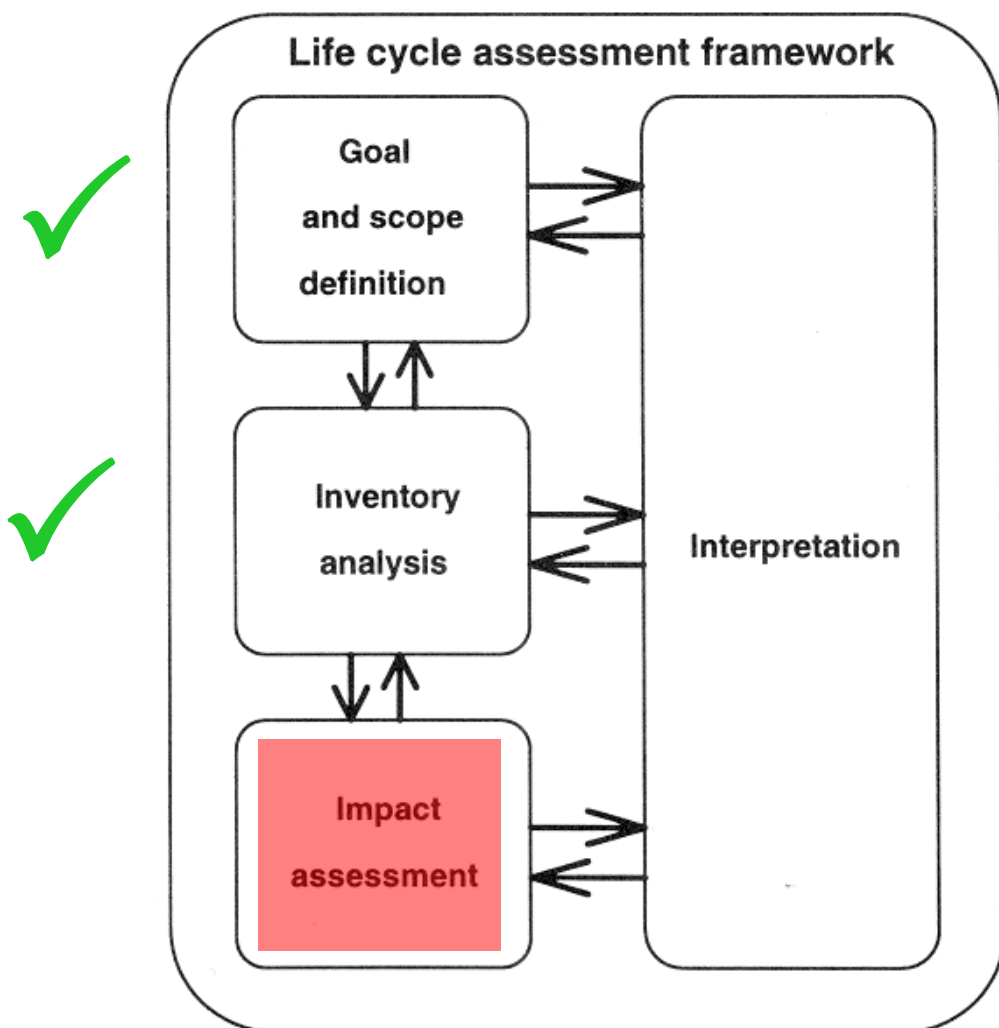 Life cycle assessment framework
Goal
and scope
definition
Inventory
analysis
Interpretation
Impact
assessment